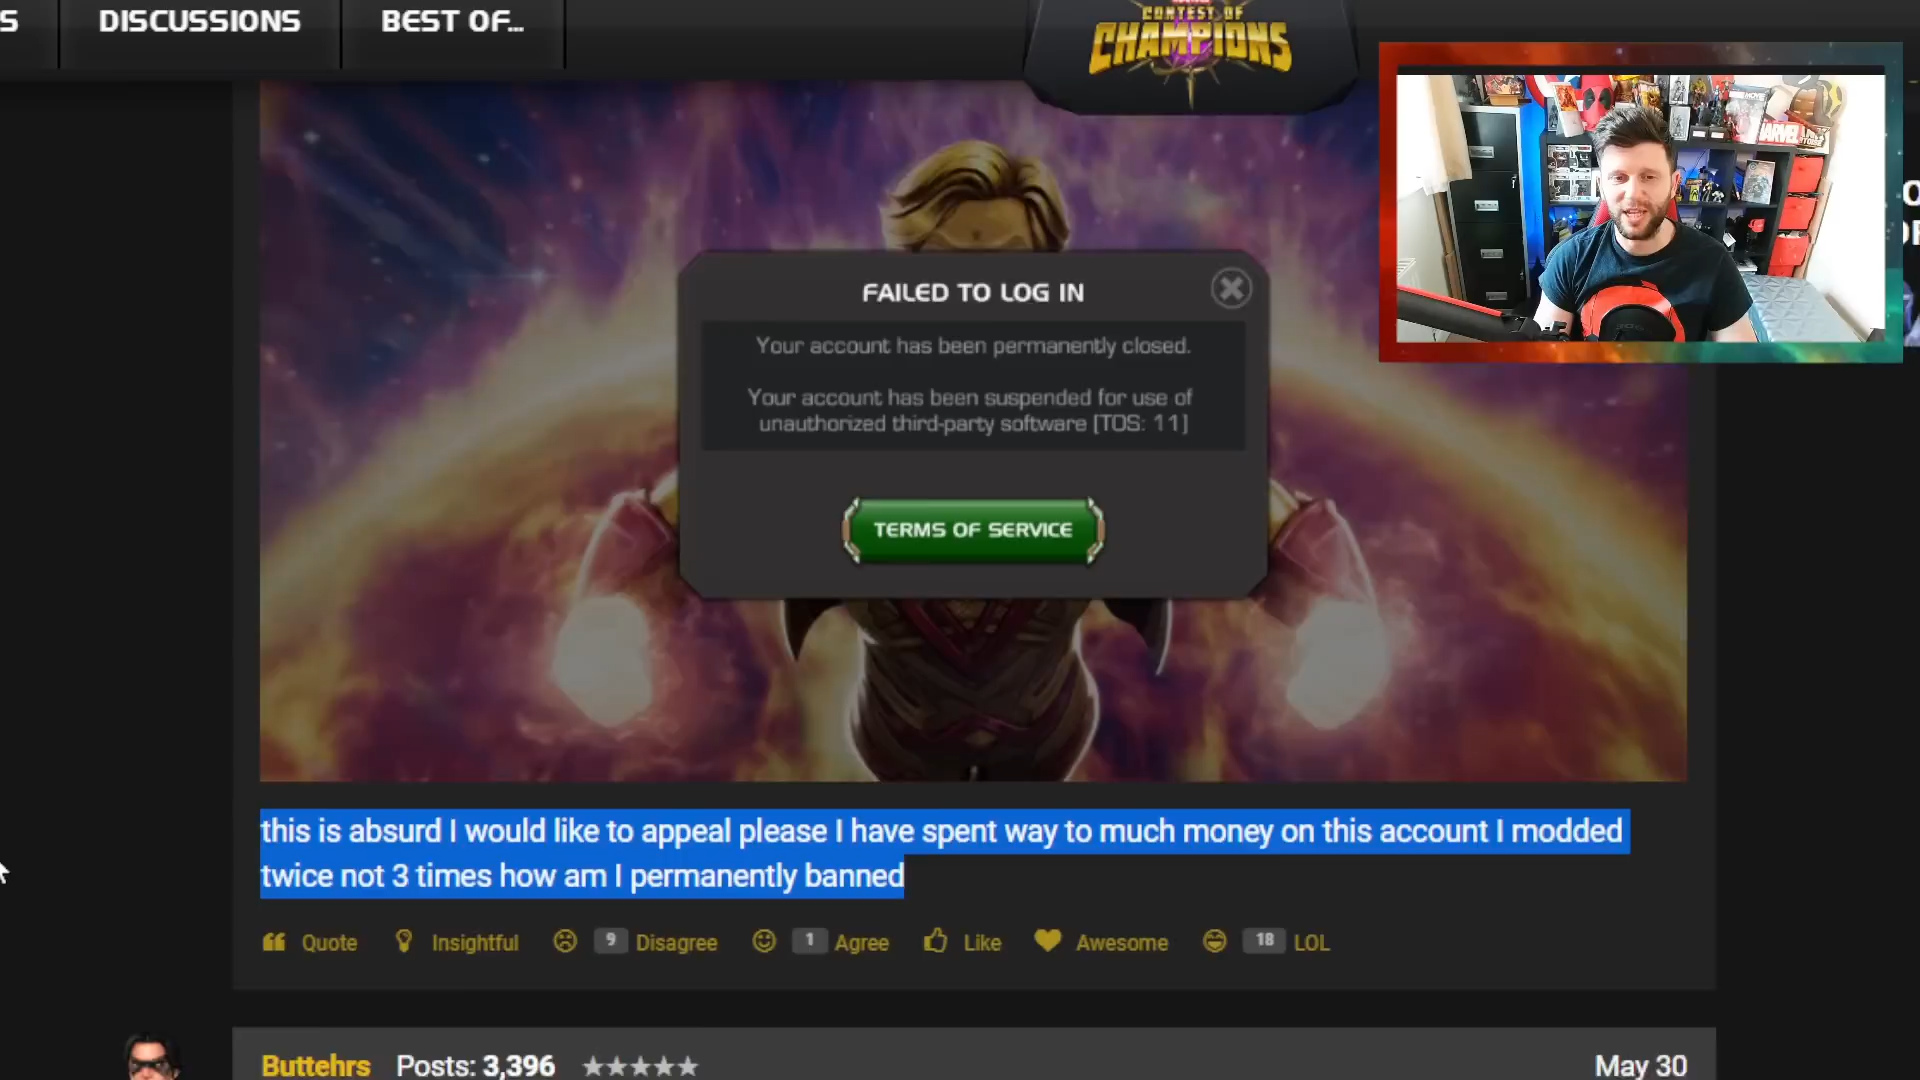 S DISCUSSIONS BEST OF...
CONTEST OF
CHAMPIONS
MARVEL
FAILED TO LOG IN
Your account has been permanently closed.
Your account has been suspended for use of
unauthorized third-party software [TOS: 11]
TERMS OF SERVICE
this is absurd I would like to appeal please I have spent way to much money on this account I modded
twice not 3 times how am I permanently banned
Quote Insightful 9 Disagree 1 Agree Like Awesome 18 LOL
Buttehrs Posts: 3,396 May 30